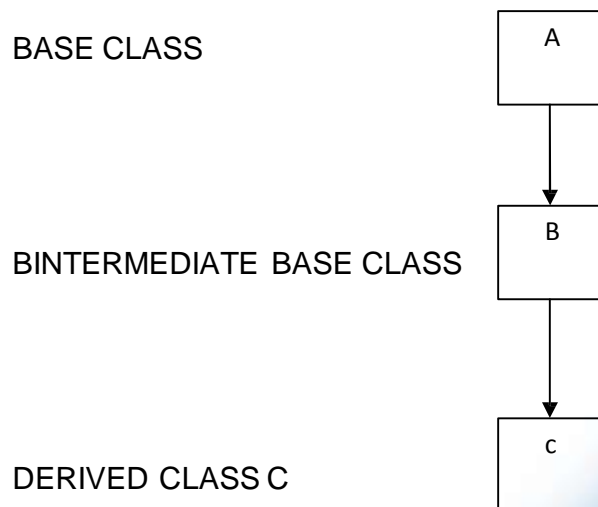 BASE CLASS
A
B
BINTERMEDIATE BASE CLASS
c
DERIVED CLASS C